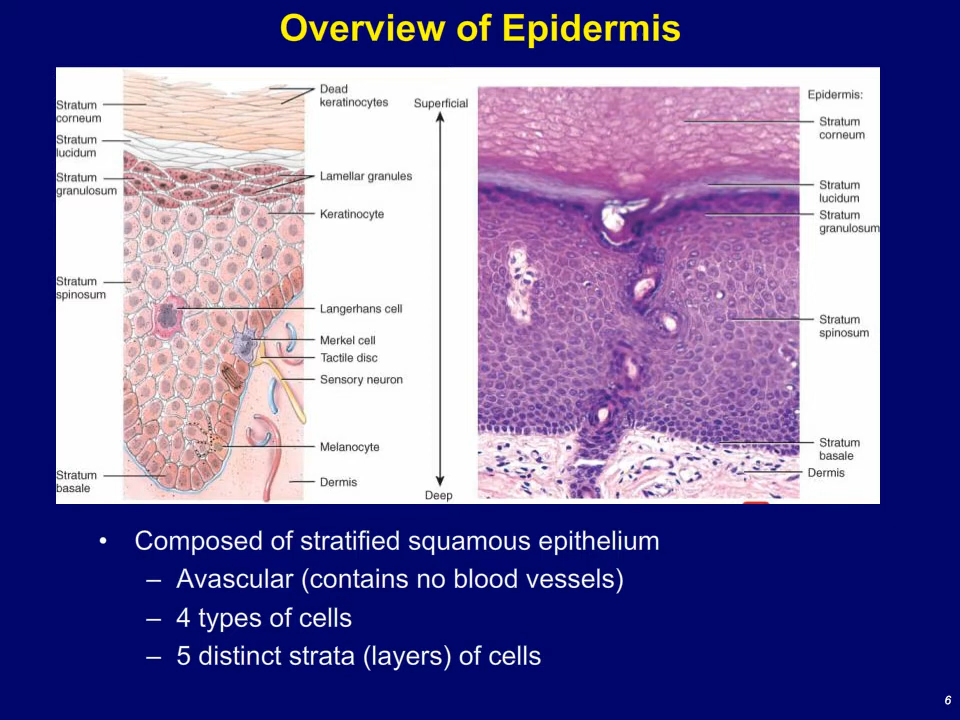 Overview of Epidermis
Stratum
corneum
Stratum
lucidum
Stratum
granulosum
Stratum
spinosum
Stratum
basale
Dead
keratinocytes
Lamellar granules
Keratinocyte
Langerhans cell
Merkel cell
Tactile disc
Sensory neuron
Melanocyte
Dermis
Superficial
Deep
Epidermis:
Stratum
corneum
Stratum
lucidum
Stratum
granulosum
Stratum
spinosum
Stratum
basale
Dermis
• Composed of stratified squamous epithelium
– Avascular (contains no blood vessels)
– 4 types of cells
– 5 distinct strata (layers) of cells
6